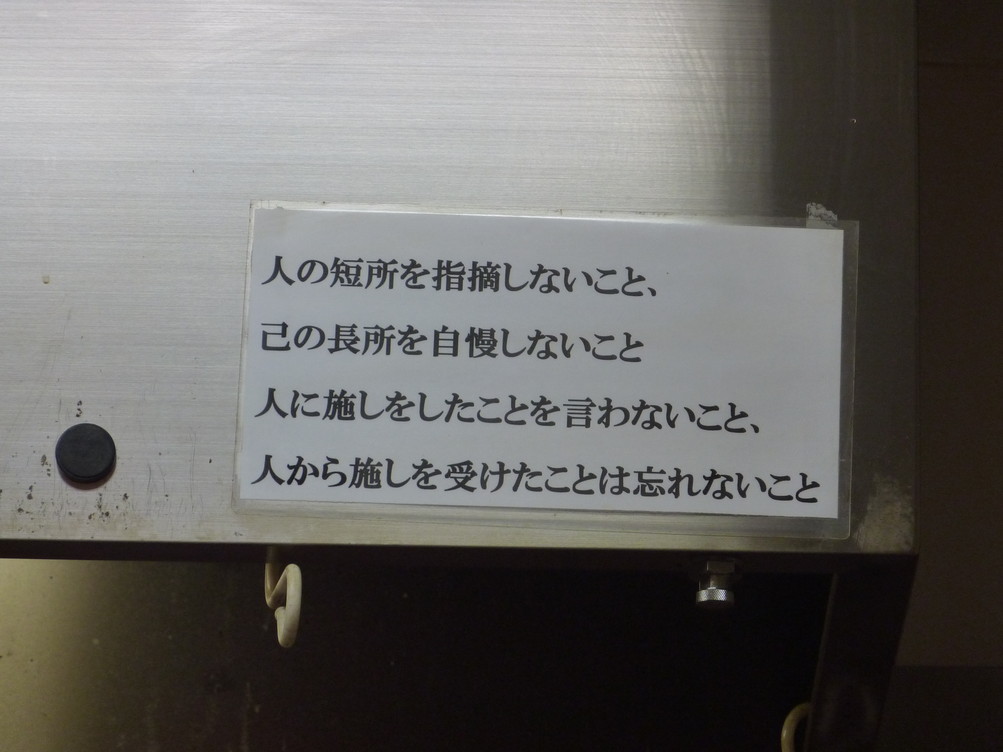 人の短所を指摘しないこと、
己の長所を自慢しないこと
人に施しをしたことを言わないこと、
人から施しを受けたことは忘れないこと